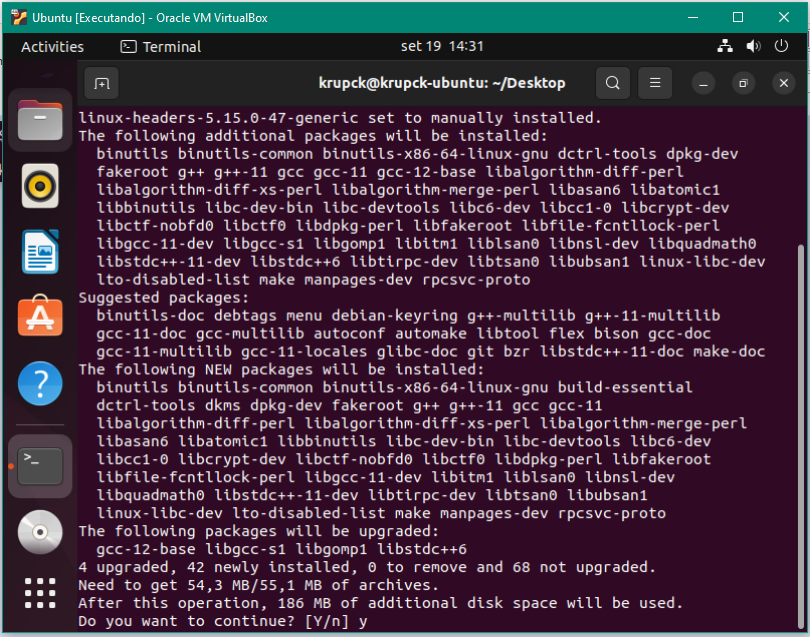 Ubuntu [Executando] - Oracle VM VirtualBox
Activities
Terminal
set 19 14:31
krupck@krupck-ubuntu: ~/Desktop
linux-headers-5.15.0-47-generic set to manually installed.
The following additional packages will be installed:
binutils binutils-common binutils-x86-64-linux-gnu dctrl-tools dpkg-dev
fakeroot g++ g++-11 gcc gcc-11 gcc-12-base libalgorithm-diff-perl
libalgorithm-diff-xs-perl libalgorithm-merge-perl libasan6 libatomic1
libbinutils libc-dev-bin libc-devtools libc6-dev libcc1-0 libcrypt-dev
libctf-nobfd0 libctf0 libdpkg-perl libfakeroot libfile-fcntllock-perl
libgcc-11-dev libgcc-s1 libgomp1 libitm1 liblsan0 libnsl-dev libquadmath0
libstdc++-11-dev libstdc++6 libtirpc-dev libtsan0 libubsan1 linux-libc-dev
lto-disabled-list make manpages-dev rpcsvc-proto
Suggested packages:
binutils-doc debtags menu debian-keyring g++-multilib g++-11-multilib
gcc-11-doc gcc-multilib autoconf automake libtool flex bison gcc-doc
gcc-11-multilib gcc-11-locales glibc-doc git bzr libstdc++-11-doc make-doc
The following NEW packages will be installed:
binutils binutils-common binutils-x86-64-linux-gnu build-essential
dctrl-tools dkms dpkg-dev fakeroot g++ g++-11 gcc gcc-11
libalgorithm-diff-perl libalgorithm-diff-xs-perl libalgorithm-merge-perl
libasan6 libatomic1 libbinutils libc-dev-bin libc-devtools libc6-dev
libcc1-0 libcrypt-dev libctf-nobfd0 libctf0 libdpkg-perl libfakeroot
libfile-fcntllock-perl libgcc-11-dev libitm1 liblsan0 libnsl-dev
libquadmath0 libstdc++-11-dev libtirpc-dev libtsan0 libubsan1
linux-libc-dev lto-disabled-list make manpages-dev rpcsvc-proto
The following packages will be upgraded:
gcc-12-base libgcc-s1 libgomp1 libstdc++6
4 upgraded, 42 newly installed, 0 to remove and 68 not upgraded.
Need to get 54,3 MB/55,1 MB of archives.
After this operation, 186 MB of additional disk space will be used.
Do you want to continue? [Y/n] y